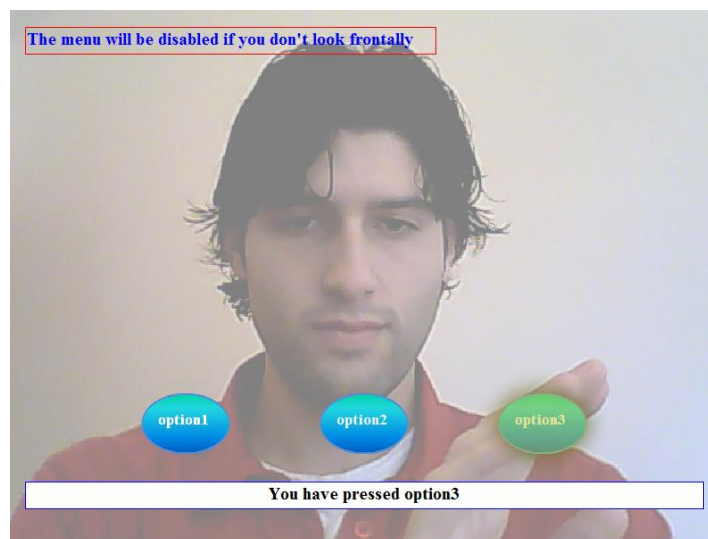 The menu will be disabled if you don't look frontally
option1
option2
option3
You have pressed option3